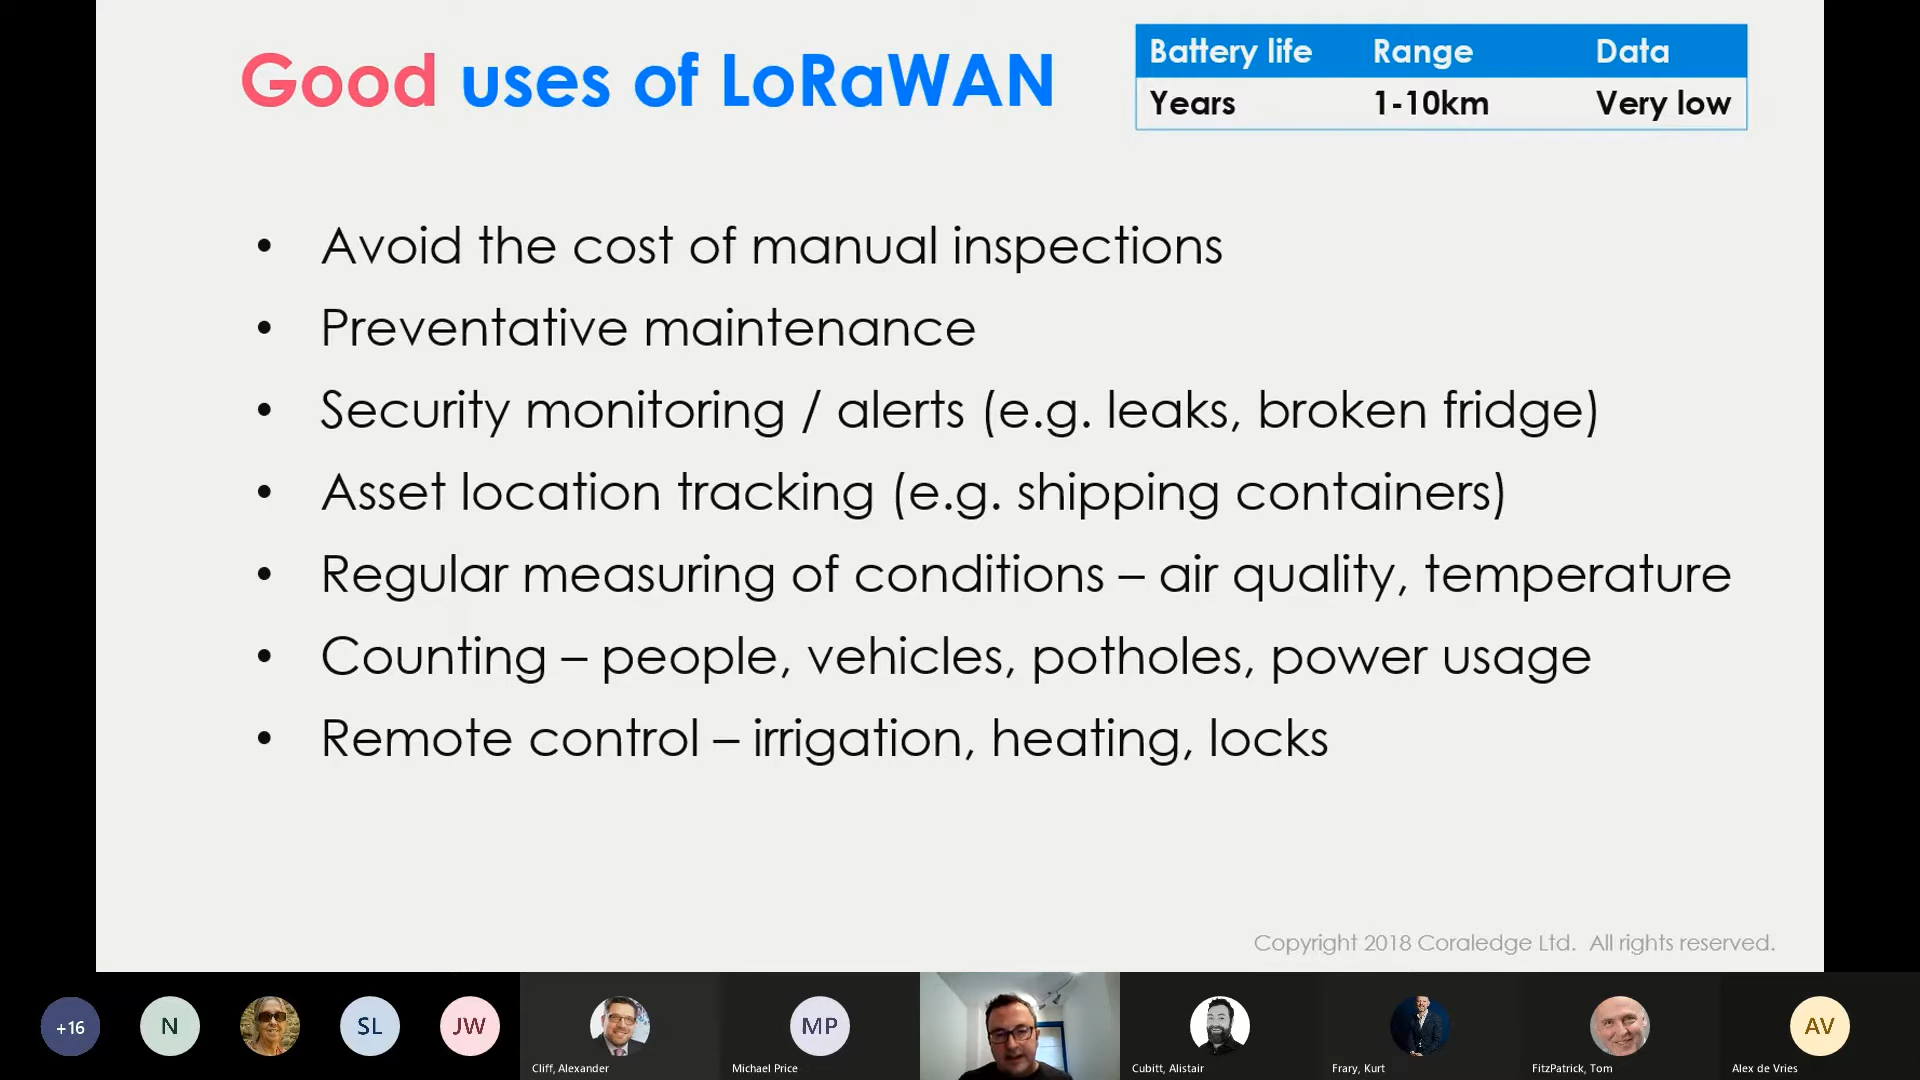 Good uses of LoRaWAN
Battery life Range Data
Years 1-10km Very low
• Avoid the cost of manual inspections
• Preventative maintenance
• Security monitoring / alerts (e.g. leaks, broken fridge)
• Asset location tracking (e.g. shipping containers)
• Regular measuring of conditions – air quality, temperature
• Counting – people, vehicles, potholes, power usage
• Remote control – irrigation, heating, locks
Copyright 2018 Coraledge Ltd. All rights reserved.
+16 N SL JW MP AV
Cliff, Alexander Michael Price Cubitt, Alistair Frary, Kurt FitzPatrick, Tom Alex de Vries